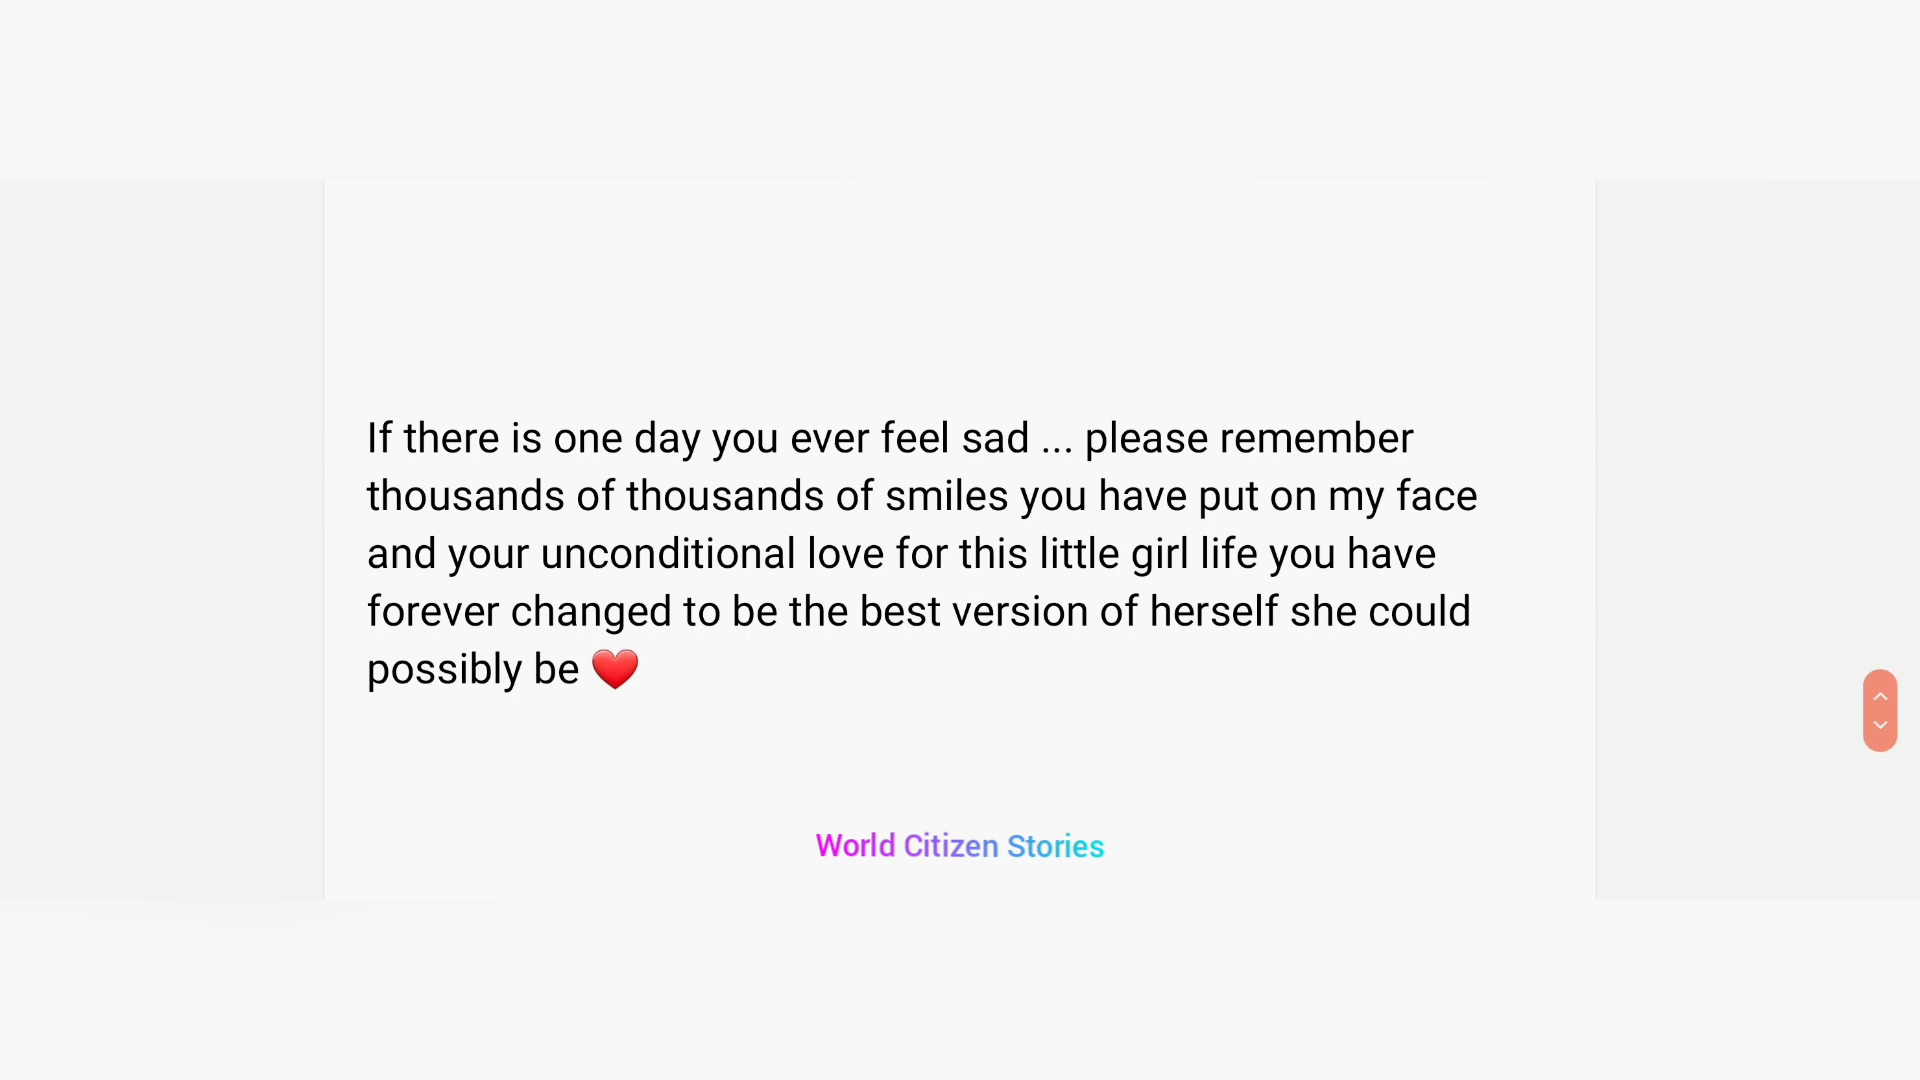 If there is one day you ever feel sad ... please remember
thousands of thousands of smiles you have put on my face
and your unconditional love for this little girl life you have
forever changed to be the best version of herself she could
possibly be ❤️
World Citizen Stories